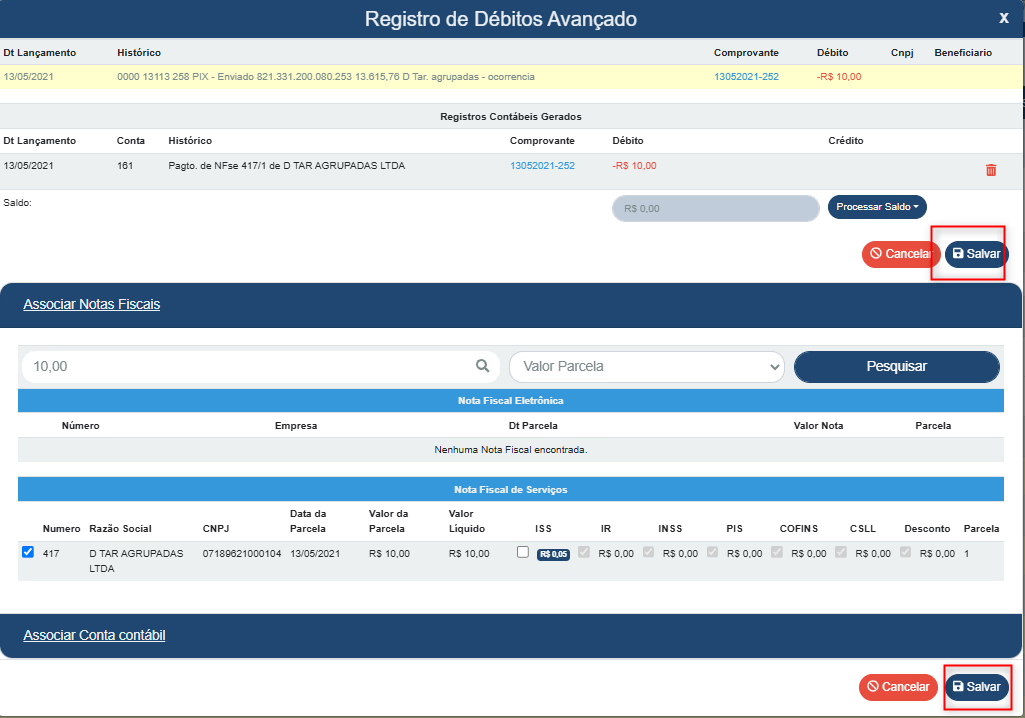 Registro de Débitos Avançado x
Dt Lançamento Histórico Comprovante Débito Cnpj Beneficiario
13/05/2021 0000 13113 258 PIX - Enviado 821.331.200.080.253 13.615,76 D Tar. agrupadas - ocorrencia 13052021-252 -R$ 10,00
Registros Contábeis Gerados
Dt Lançamento Conta Histórico Comprovante Débito Crédito
13/05/2021 161 Pagto. de NFse 417/1 de D TAR AGRUPADAS LTDA 13052021-252 -R$ 10,00
Saldo: R$ 0,00 Processar Saldo
Cancelar Salvar
Associar Notas Fiscais
10,00 Valor Parcela Pesquisar
Nota Fiscal Eletrônica
Número Empresa Dt Parcela Valor Nota Parcela
Nenhuma Nota Fiscal encontrada.
Nota Fiscal de Serviços
Numero Razão Social CNPJ Data da Parcela Valor da Parcela Valor Líquido ISS IR INSS PIS COFINS CSLL Desconto Parcela
417 D TAR AGRUPADAS LTDA 07189621000104 13/05/2021 R$ 10,00 R$ 10,00 R$ 0,05 R$ 0,00 R$ 0,00 R$ 0,00 R$ 0,00 R$ 0,00 R$ 0,00 1
Associar Conta contábil
Cancelar Salvar